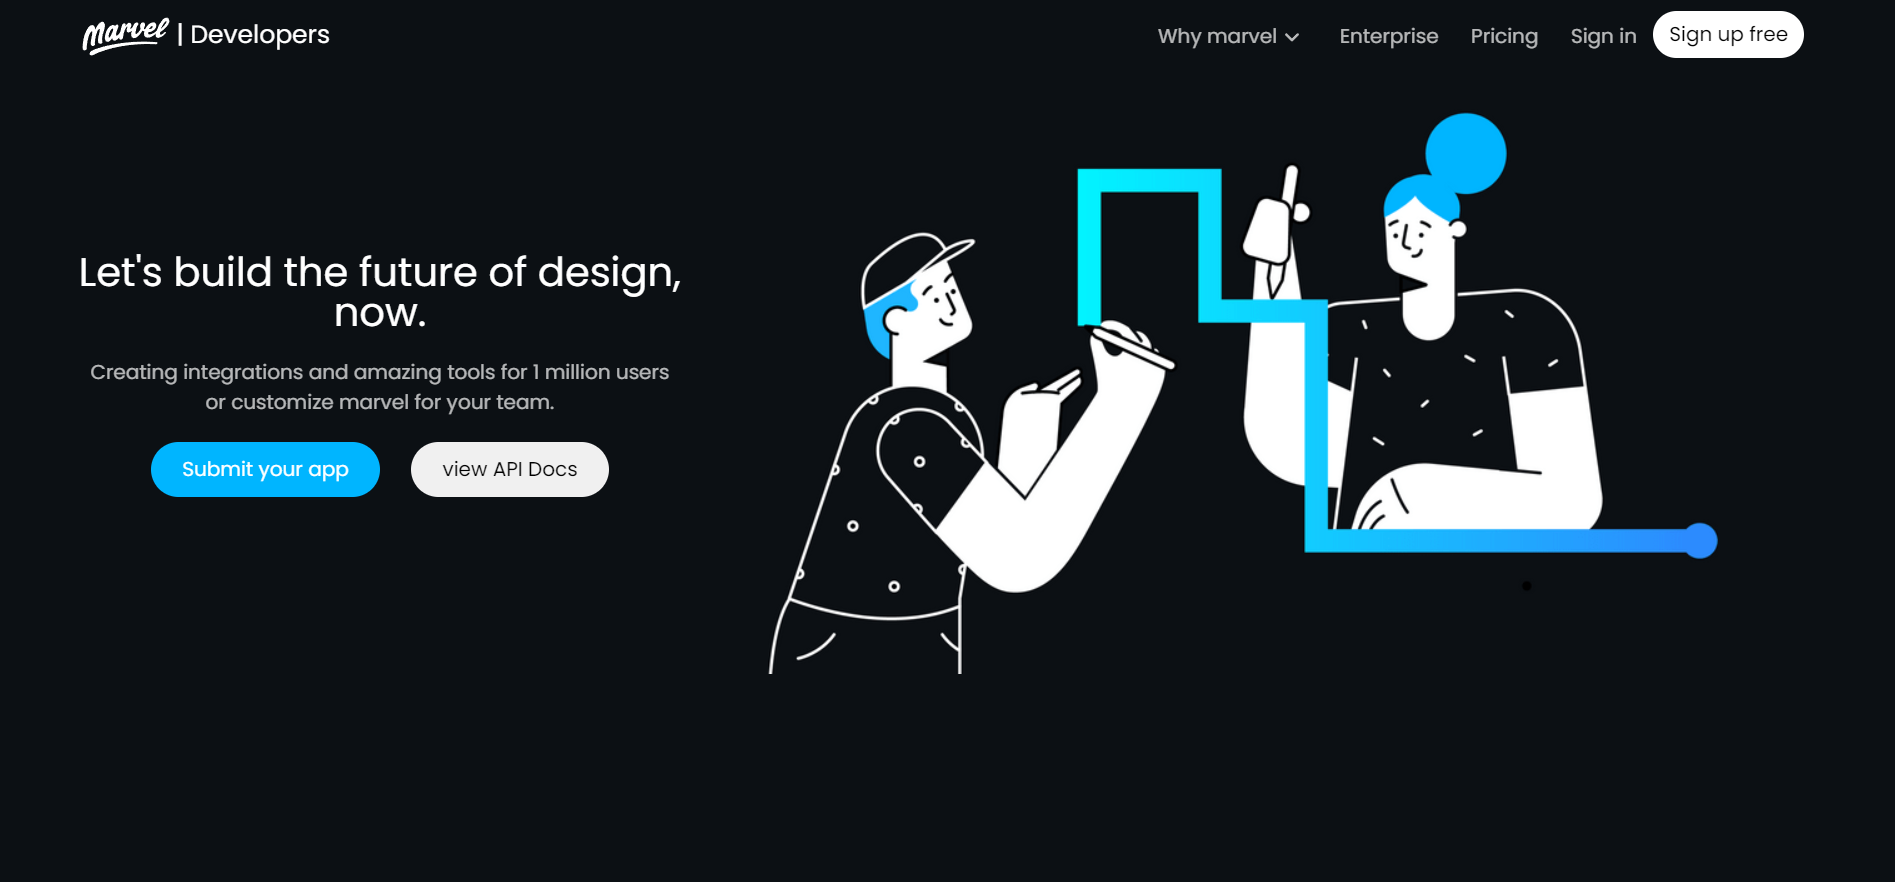 Marvel | Developers
Why marvel
Enterprise
Pricing
Sign in
Sign up free
Let's build the future of design,
now.
Creating integrations and amazing tools for 1 million users
or customize marvel for your team.
Submit your app
view API Docs